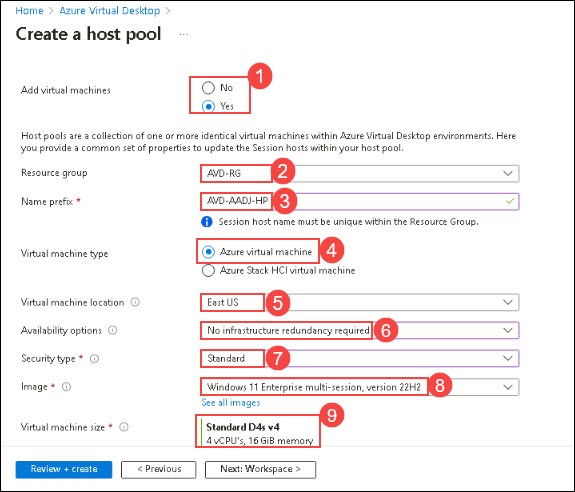 Home > Azure Virtual Desktop >
Create a host pool ...
1
Add virtual machines
No
Yes
Host pools are a collection of one or more identical virtual machines within Azure Virtual Desktop environments. Here
you provide a common set of properties to update the Session hosts within your host pool.
Resource group AVD-RG 2
Name prefix * AVD-AADJ-HP 3
Session host name must be unique within the Resource Group.
Virtual machine type Azure virtual machine 4
Azure Stack HCI virtual machine
Virtual machine location East US 5
Availability options No infrastructure redundancy required 6
Security type * Standard 7
Image * Windows 11 Enterprise multi-session, version 22H2 8
See all images
9
Virtual machine size * Standard D4s v4
4 vCPU's, 16 GiB memory
Review + create < Previous Next: Workspace >